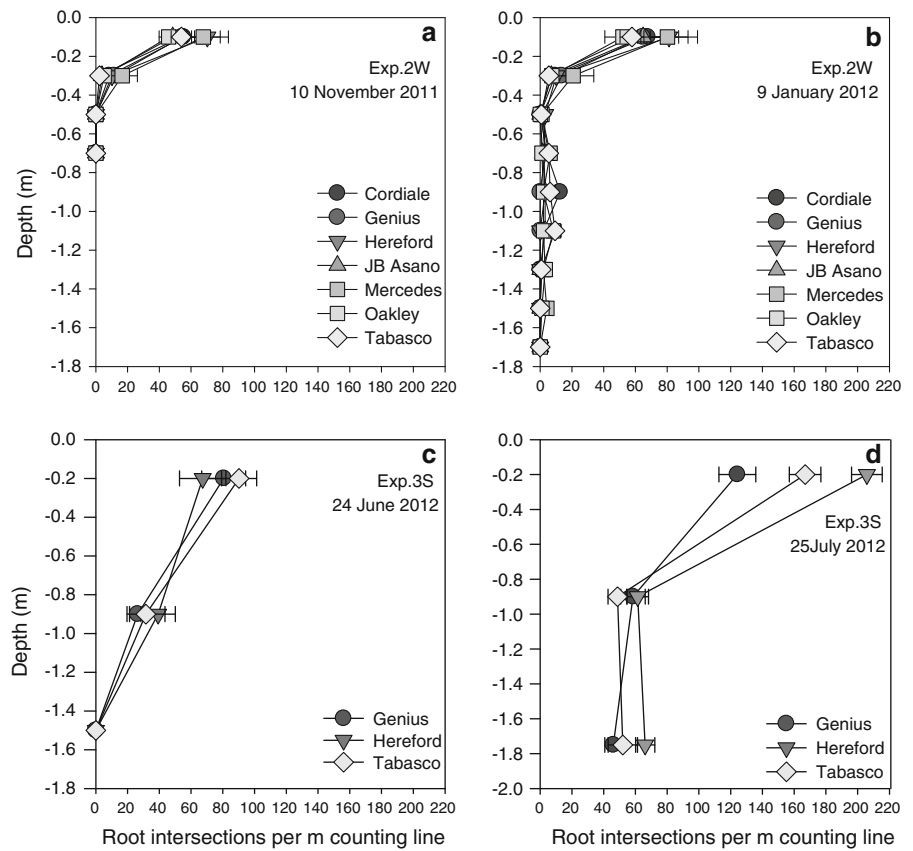 a
Exp.2W
10 November 2011
Depth (m)
0.0
-0.2
-0.4
-0.6
-0.8
-1.0
-1.2
-1.4
-1.6
-1.8
Cordiale
Genius
Hereford
JB Asano
Mercedes
Oakley
Tabasco
0 20 40 60 80 100 120 140 160 180 200 220
b
Exp.2W
9 January 2012
0.0
-0.2
-0.4
-0.6
-0.8
-1.0
-1.2
-1.4
-1.6
-1.8
Cordiale
Genius
Hereford
JB Asano
Mercedes
Oakley
Tabasco
0 20 40 60 80 100 120 140 160 180 200 220
c
Exp.3S
24 June 2012
Depth (m)
0.0
-0.2
-0.4
-0.6
-0.8
-1.0
-1.2
-1.4
-1.6
-1.8
Genius
Hereford
Tabasco
0 20 40 60 80 100 120 140 160 180 200 220
Root intersections per m counting line
d
Exp.3S
25July 2012
0.0
-0.2
-0.4
-0.6
-0.8
-1.0
-1.2
-1.4
-1.6
-1.8
-2.0
Genius
Hereford
Tabasco
0 20 40 60 80 100 120 140 160 180 200 220
Root intersections per m counting line